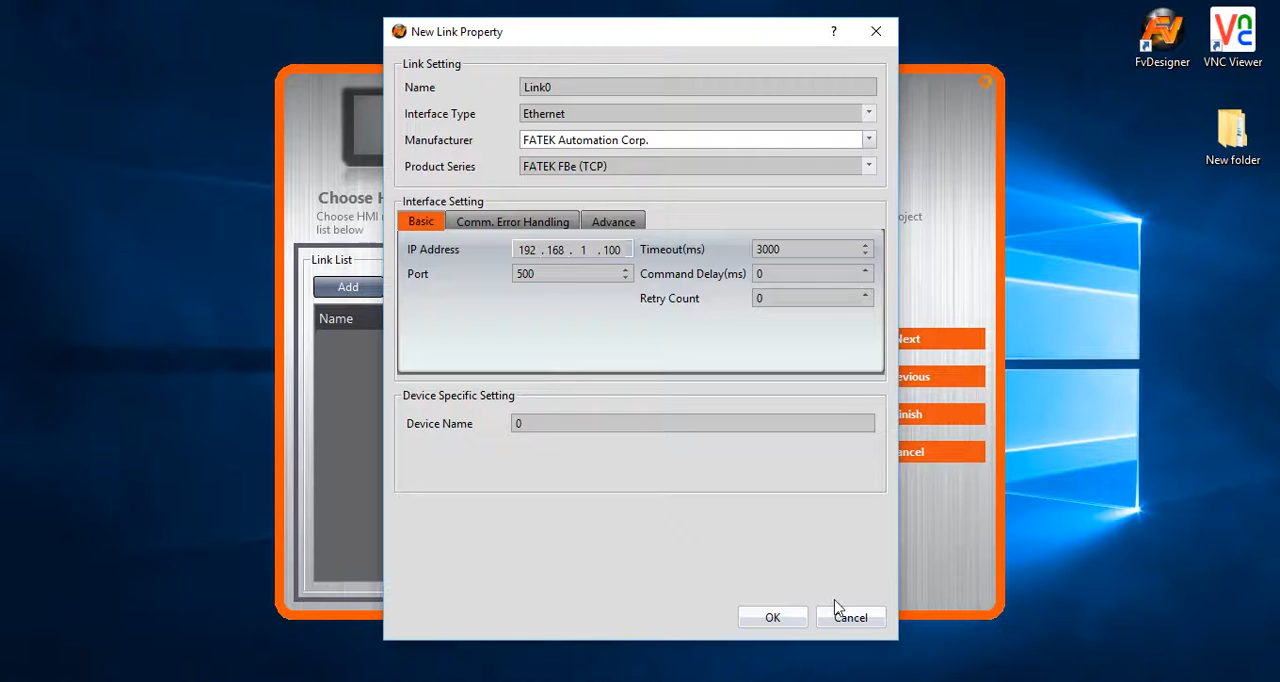 New Link Property
?
Link Setting
Name Link0
Interface Type Ethernet
Manufacturer FATEK Automation Corp.
Product Series FATEK FBe (TCP)
Interface Setting
Basic Comm. Error Handling Advance
IP Address 192 . 168 . 1 . 100 Timeout(ms) 3000
Port 500 Command Delay(ms) 0
Retry Count 0
Device Specific Setting
Device Name 0
OK Cancel
Choose H
Choose HMI
list below
Link List
Add
Name
oject
Next
evious
inish
ancel
FvDesigner
VNC Viewer
New folder